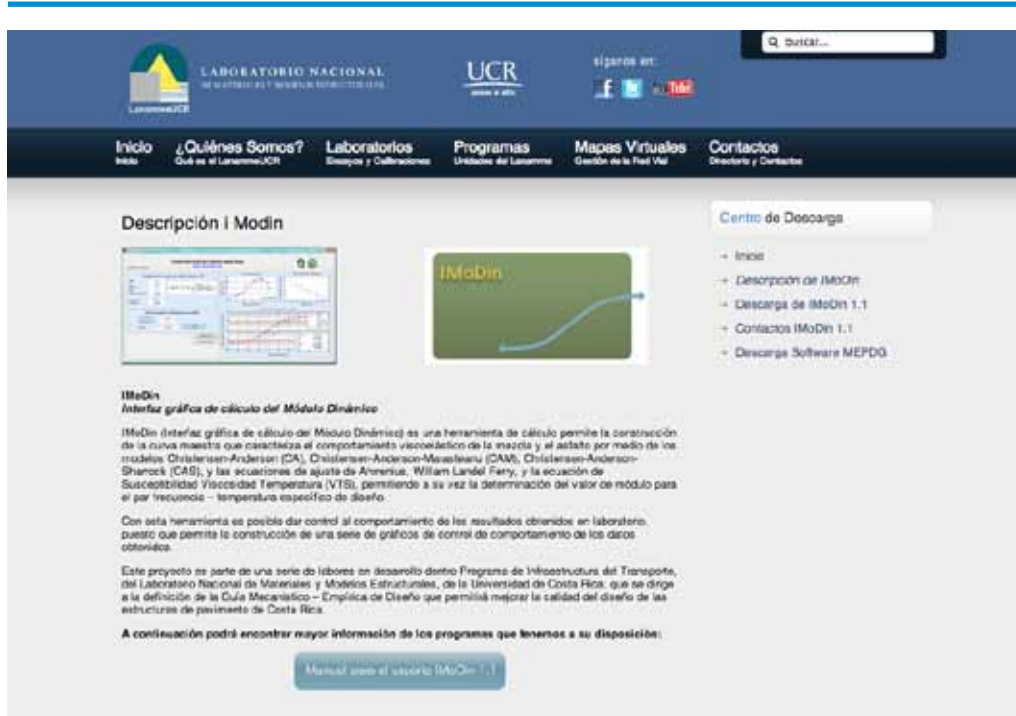 Buscar...
LABORATORIO NACIONAL
DE MATERIALES Y MODELOS ESTRUCTURALES
LanammeUCR
UCR
síganos en:
Inicio
Inicio
¿Quiénes Somos?
Qué es el LanammeUCR
Laboratorios
Ensayos y Calibraciones
Programas
Unidades del Lanamme
Mapas Virtuales
Gestión de la Red Vial
Contactos
Directorio y Contactos
Descripción i Modin
IMoDin
IMoDin
Interfaz gráfica de cálculo del Módulo Dinámico
IMoDin (Interfaz gráfica de cálculo del Módulo Dinámico) es una herramienta de cálculo permite la construcción
de la curva maestra que caracteriza el comportamiento viscoelástico de la mezcla y el asfalto por medio de los
modelos Christensen-Anderson (CA), Christensen-Anderson-Marasteanu (CAM), Christensen-Anderson-
Sharrock (CAS), y las ecuaciones de ajuste de Arrenius, William Landel Ferry, y la ecuación de
Susceptibilidad Viscosidad Temperatura (VTS), permitiendo a su vez la determinación del valor de módulo para
el par frecuencia – temperatura específico de diseño.
Con esta herramienta es posible dar control al comportamiento de los resultados obtenidos en laboratorio,
puesto que permite la construcción de una serie de gráficos de control de comportamiento de los datos
obtenidos.
Este proyecto es parte de una serie de labores en desarrollo dentro Programa de Infraestructura del Transporte,
del Laboratorio Nacional de Materiales y Modelos Estructurales, de la Universidad de Costa Rica, que se dirige
a la definición de la Guía Mecanístico – Empírica de Diseño que permitirá mejorar la calidad del diseño de las
estructuras de pavimento de Costa Rica.
A continuación podrá encontrar mayor información de los programas que tenemos a su disposición:
Manual para el usuario IMoDin 1.1
Centro de Descarga
Inicio
Descripción de IMoDin
Descarga de IMoDin 1.1
Contactos IMoDin 1.1
Descarga Software MEPDG